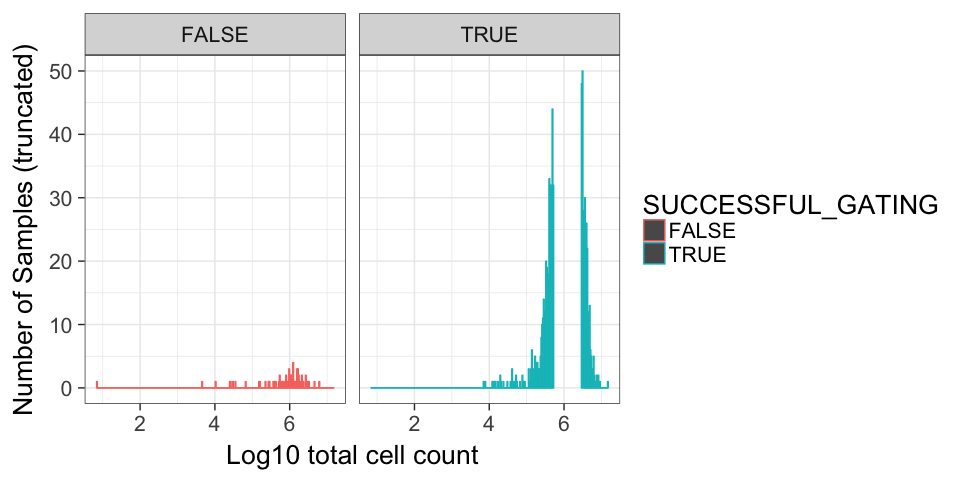 FALSE TRUE
Number of Samples (truncated)
50
40
30
20
10
0
2 4 6 2 4 6
Log10 total cell count
SUCCESSFUL_GATING
FALSE
TRUE